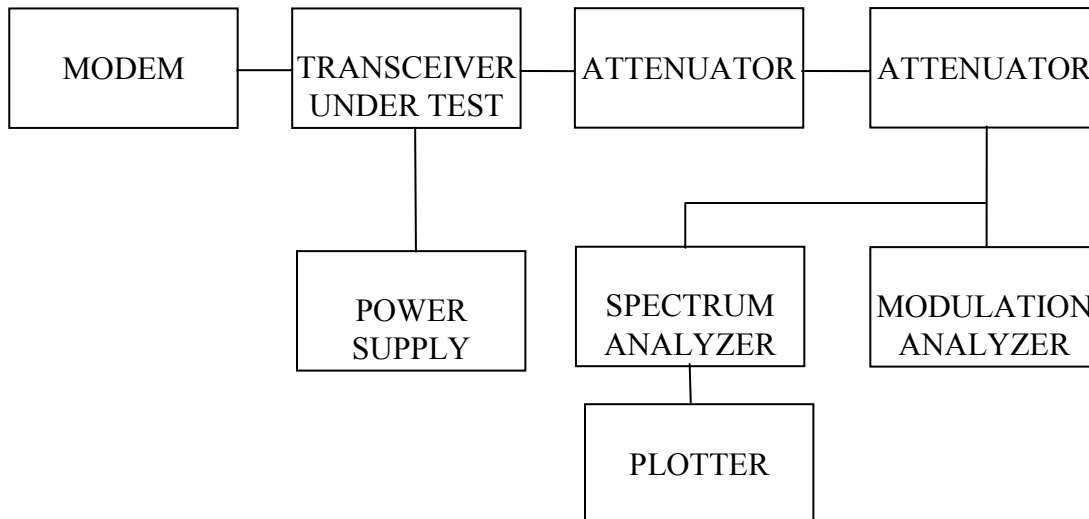 MODEM
TRANSCEIVER
UNDER TEST
ATTENUATOR
ATTENUATOR
POWER
SUPPLY
SPECTRUM
ANALYZER
MODULATION
ANALYZER
PLOTTER